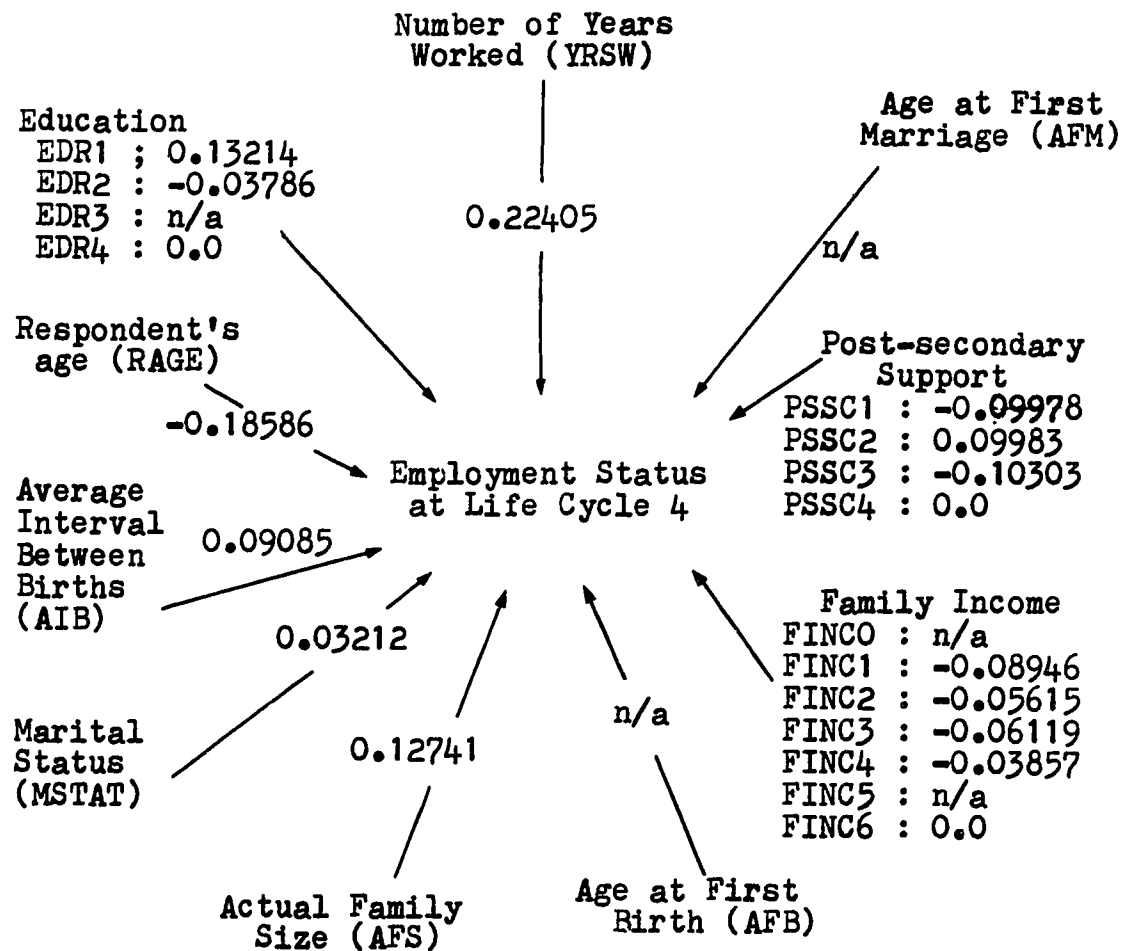 Number of Years
Worked (YRSW)
Age at First
Marriage (AFM)
Education
EDR1 ; 0.13214
EDR2 : -0.03786
EDR3 : n/a
EDR4 : 0.0
0.22405
n/a
Respondent's
age (RAGE)
-0.18586
Post-secondary
Support
PSSC1 : -0.09978
PSSC2 : 0.09983
PSSC3 : -0.10303
PSSC4 : 0.0
Employment Status
at Life Cycle 4
Average
Interval
Between
Births
(AIB)
0.09085
0.03212
Marital
Status
(MSTAT)
0.12741
n/a
Family Income
FINC0 : n/a
FINC1 : -0.08946
FINC2 : -0.05615
FINC3 : -0.06119
FINC4 : -0.03857
FINC5 : n/a
FINC6 : 0.0
Actual Family
Size (AFS)
Age at First
Birth (AFB)